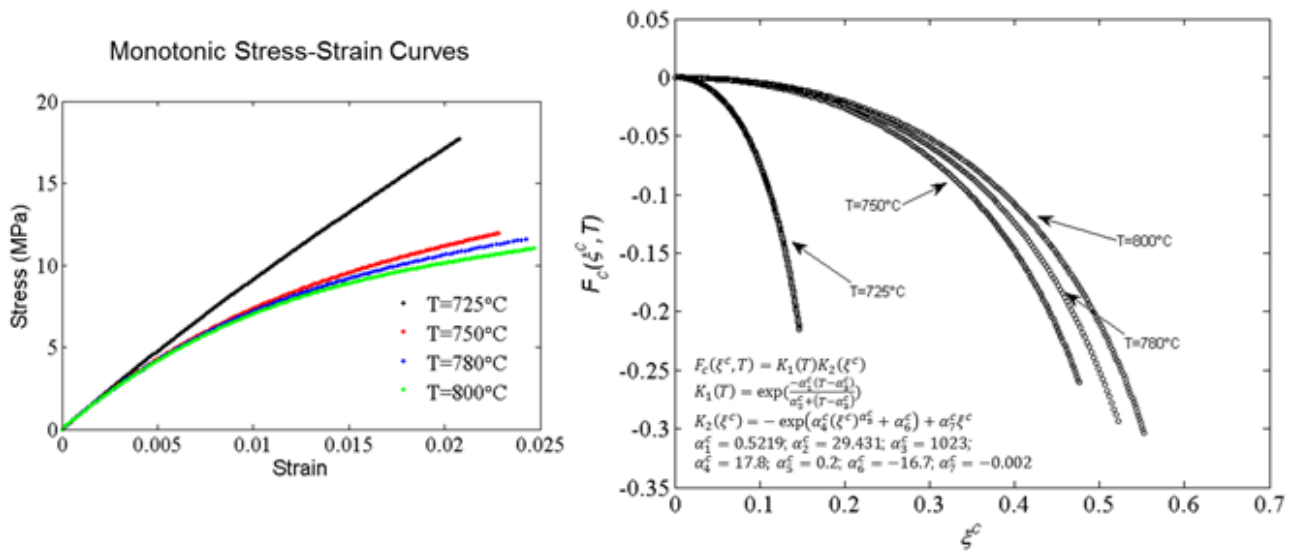 Monotonic Stress-Strain Curves
20
15
10
5
0
0
0.005
0.01
0.015
0.02
0.025
Stress (MPa)
Strain
T=725°C
T=750°C
T=780°C
T=800°C
0.05
0
-0.05
-0.1
-0.15
-0.2
-0.25
-0.3
-0.35
0
0.1
0.2
0.3
0.4
0.5
0.6
0.7
F_C(ξ^C, T)
ξ^C
T=750°C
T=800°C
T=725°C
T=780°C
F_c(ξ^c, T) = K_1(T)K_2(ξ^c)
K_1(T) = exp(
K_2(ξ^c) = − exp(α_4^c(ξ^c)^{α_5^c} + α_6^c) + α_7^c ξ^c
α_1^c = 0.5219; α_2^c = 29.431; α_3^c = 1023;
α_4^c = 17.8; α_5^c = 0.2; α_6^c = −16.7; α_7^c = −0.002